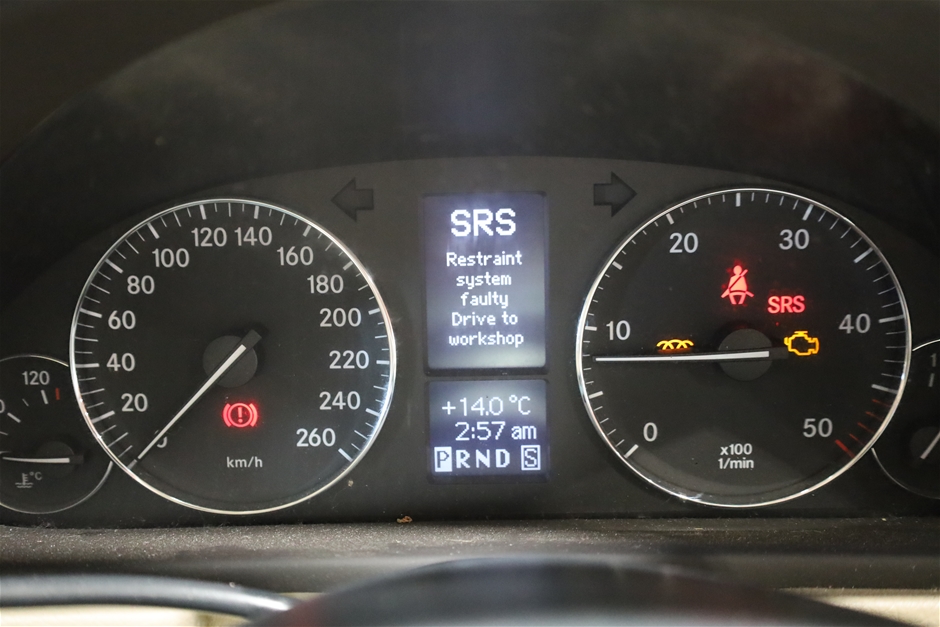 SRS
Restraint
system
faulty
Drive to
workshop
+14.0 °C
2:57 am
PRND S
20
40
60
80
100
120
140
160
180
200
220
240
260
km/h
0
10
20
30
40
50
x100
1/min
SRS
120
°C